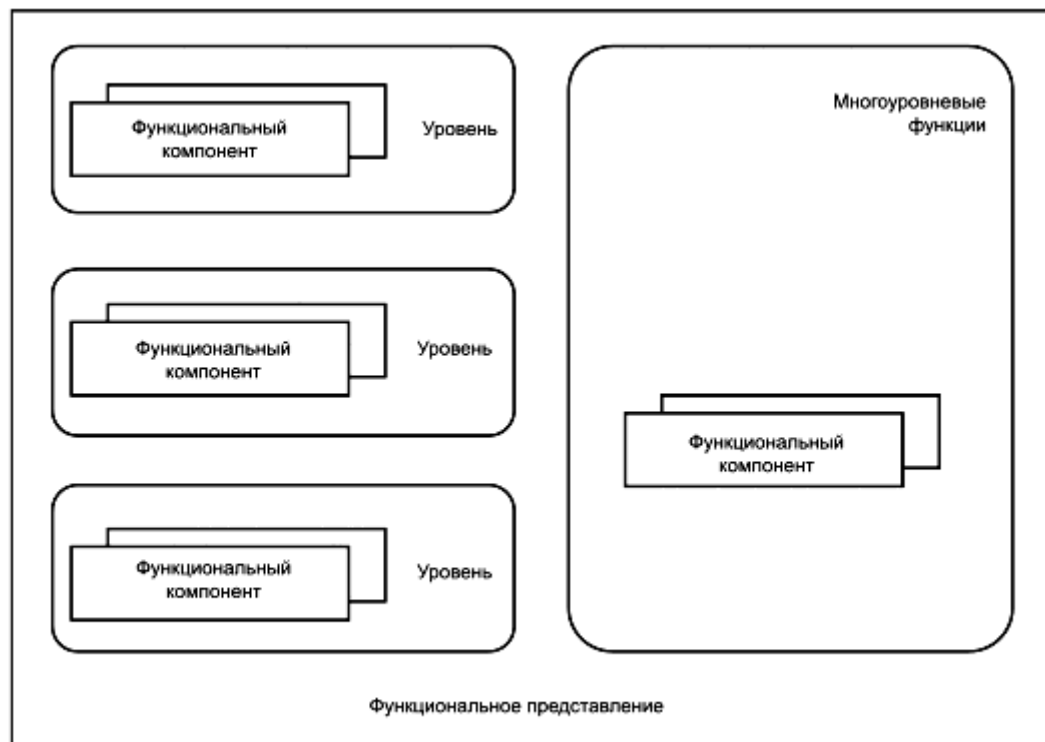 Функциональный
компонент
Уровень
Функциональный
компонент
Уровень
Функциональный
компонент
Уровень
Многоуровневые
функции
Функциональный
компонент
Функциональное представление